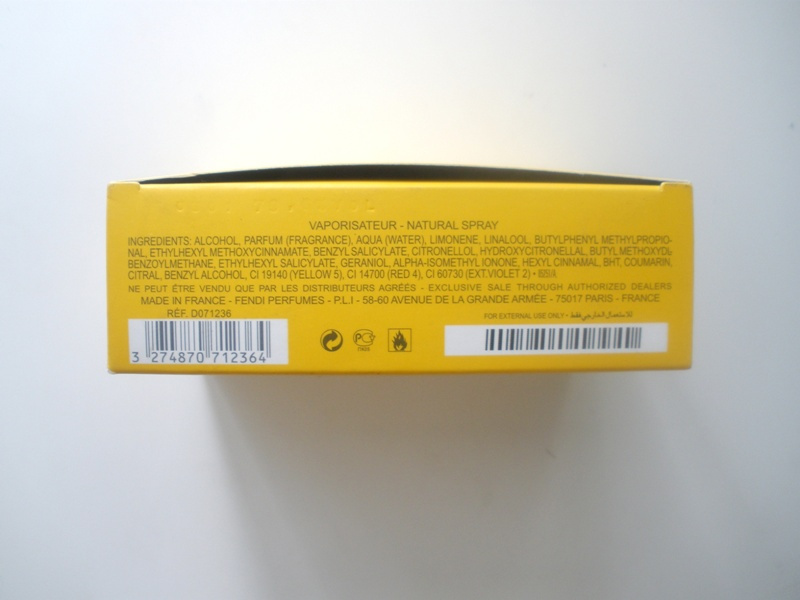 VAPORISATEUR - NATURAL SPRAY
INGREDIENTS: ALCOHOL, PARFUM (FRAGRANCE), AQUA (WATER), LIMONENE, LINALOOL, BUTYLPHENYL METHYLPROPIO-
NAL, ETHYLHEXYL METHOXYCINNAMATE, BENZYL SALICYLATE, CITRONELLOL, HYDROXYCITRONELLAL, BUTYL METHOXYDI-
BENZOYLMETHANE, ETHYLHEXYL SALICYLATE, GERANIOL, ALPHA-ISOMETHYL IONONE, HEXYL CINNAMAL, BHT, COUMARIN,
CITRAL, BENZYL ALCOHOL, CI 19140 (YELLOW 5), CI 14700 (RED 4), CI 60730 (EXT.VIOLET 2) •
NE PEUT ÊTRE VENDU QUE PAR LES DISTRIBUTEURS AGRÉÉS - EXCLUSIVE SALE THROUGH AUTHORIZED DEALERS
MADE IN FRANCE - FENDI PERFUMES - P.L.I - 58-60 AVENUE DE LA GRANDE ARMÉE - 75017 PARIS - FRANCE
RÉF. D071236
FOR EXTERNAL USE ONLY • للاستعمال الخارجي فقط
3 274870 712364